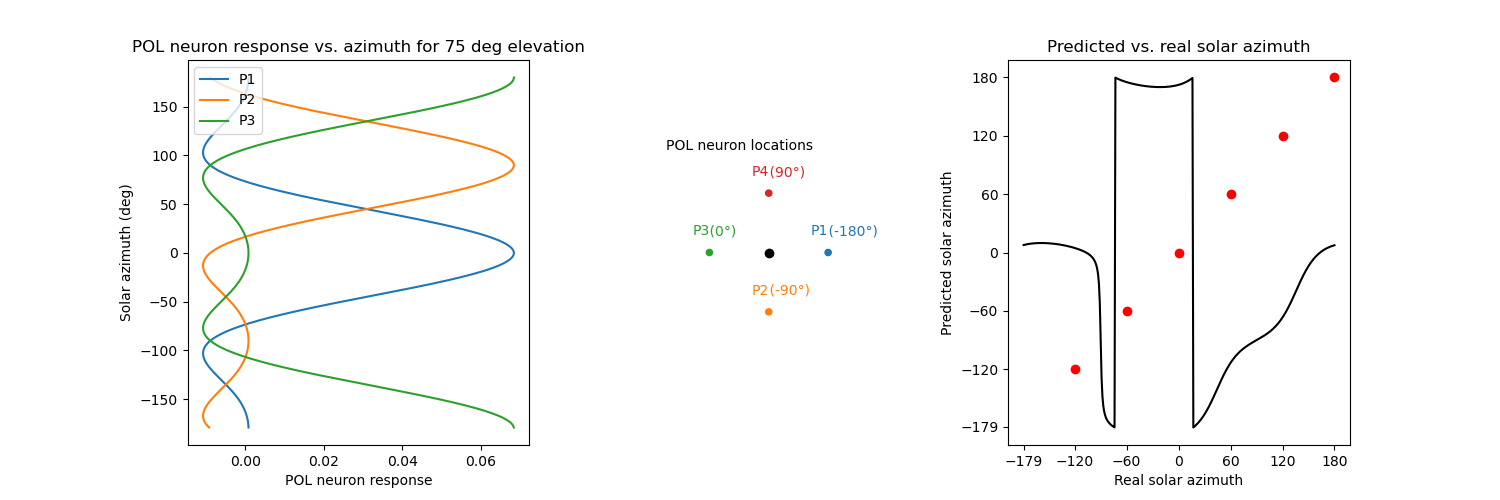 POL neuron response vs. azimuth for 75 deg elevation
P1
P2
P3
150
100
50
0
−50
−100
−150
Solar azimuth (deg)
0.00 0.02 0.04 0.06
POL neuron response
POL neuron locations
P4(90°)
P3(0°)
P1(-180°)
P2(-90°)
Predicted vs. real solar azimuth
180
120
60
0
−60
−120
−179
Predicted solar azimuth
−179 −120 −60 0 60 120 180
Real solar azimuth